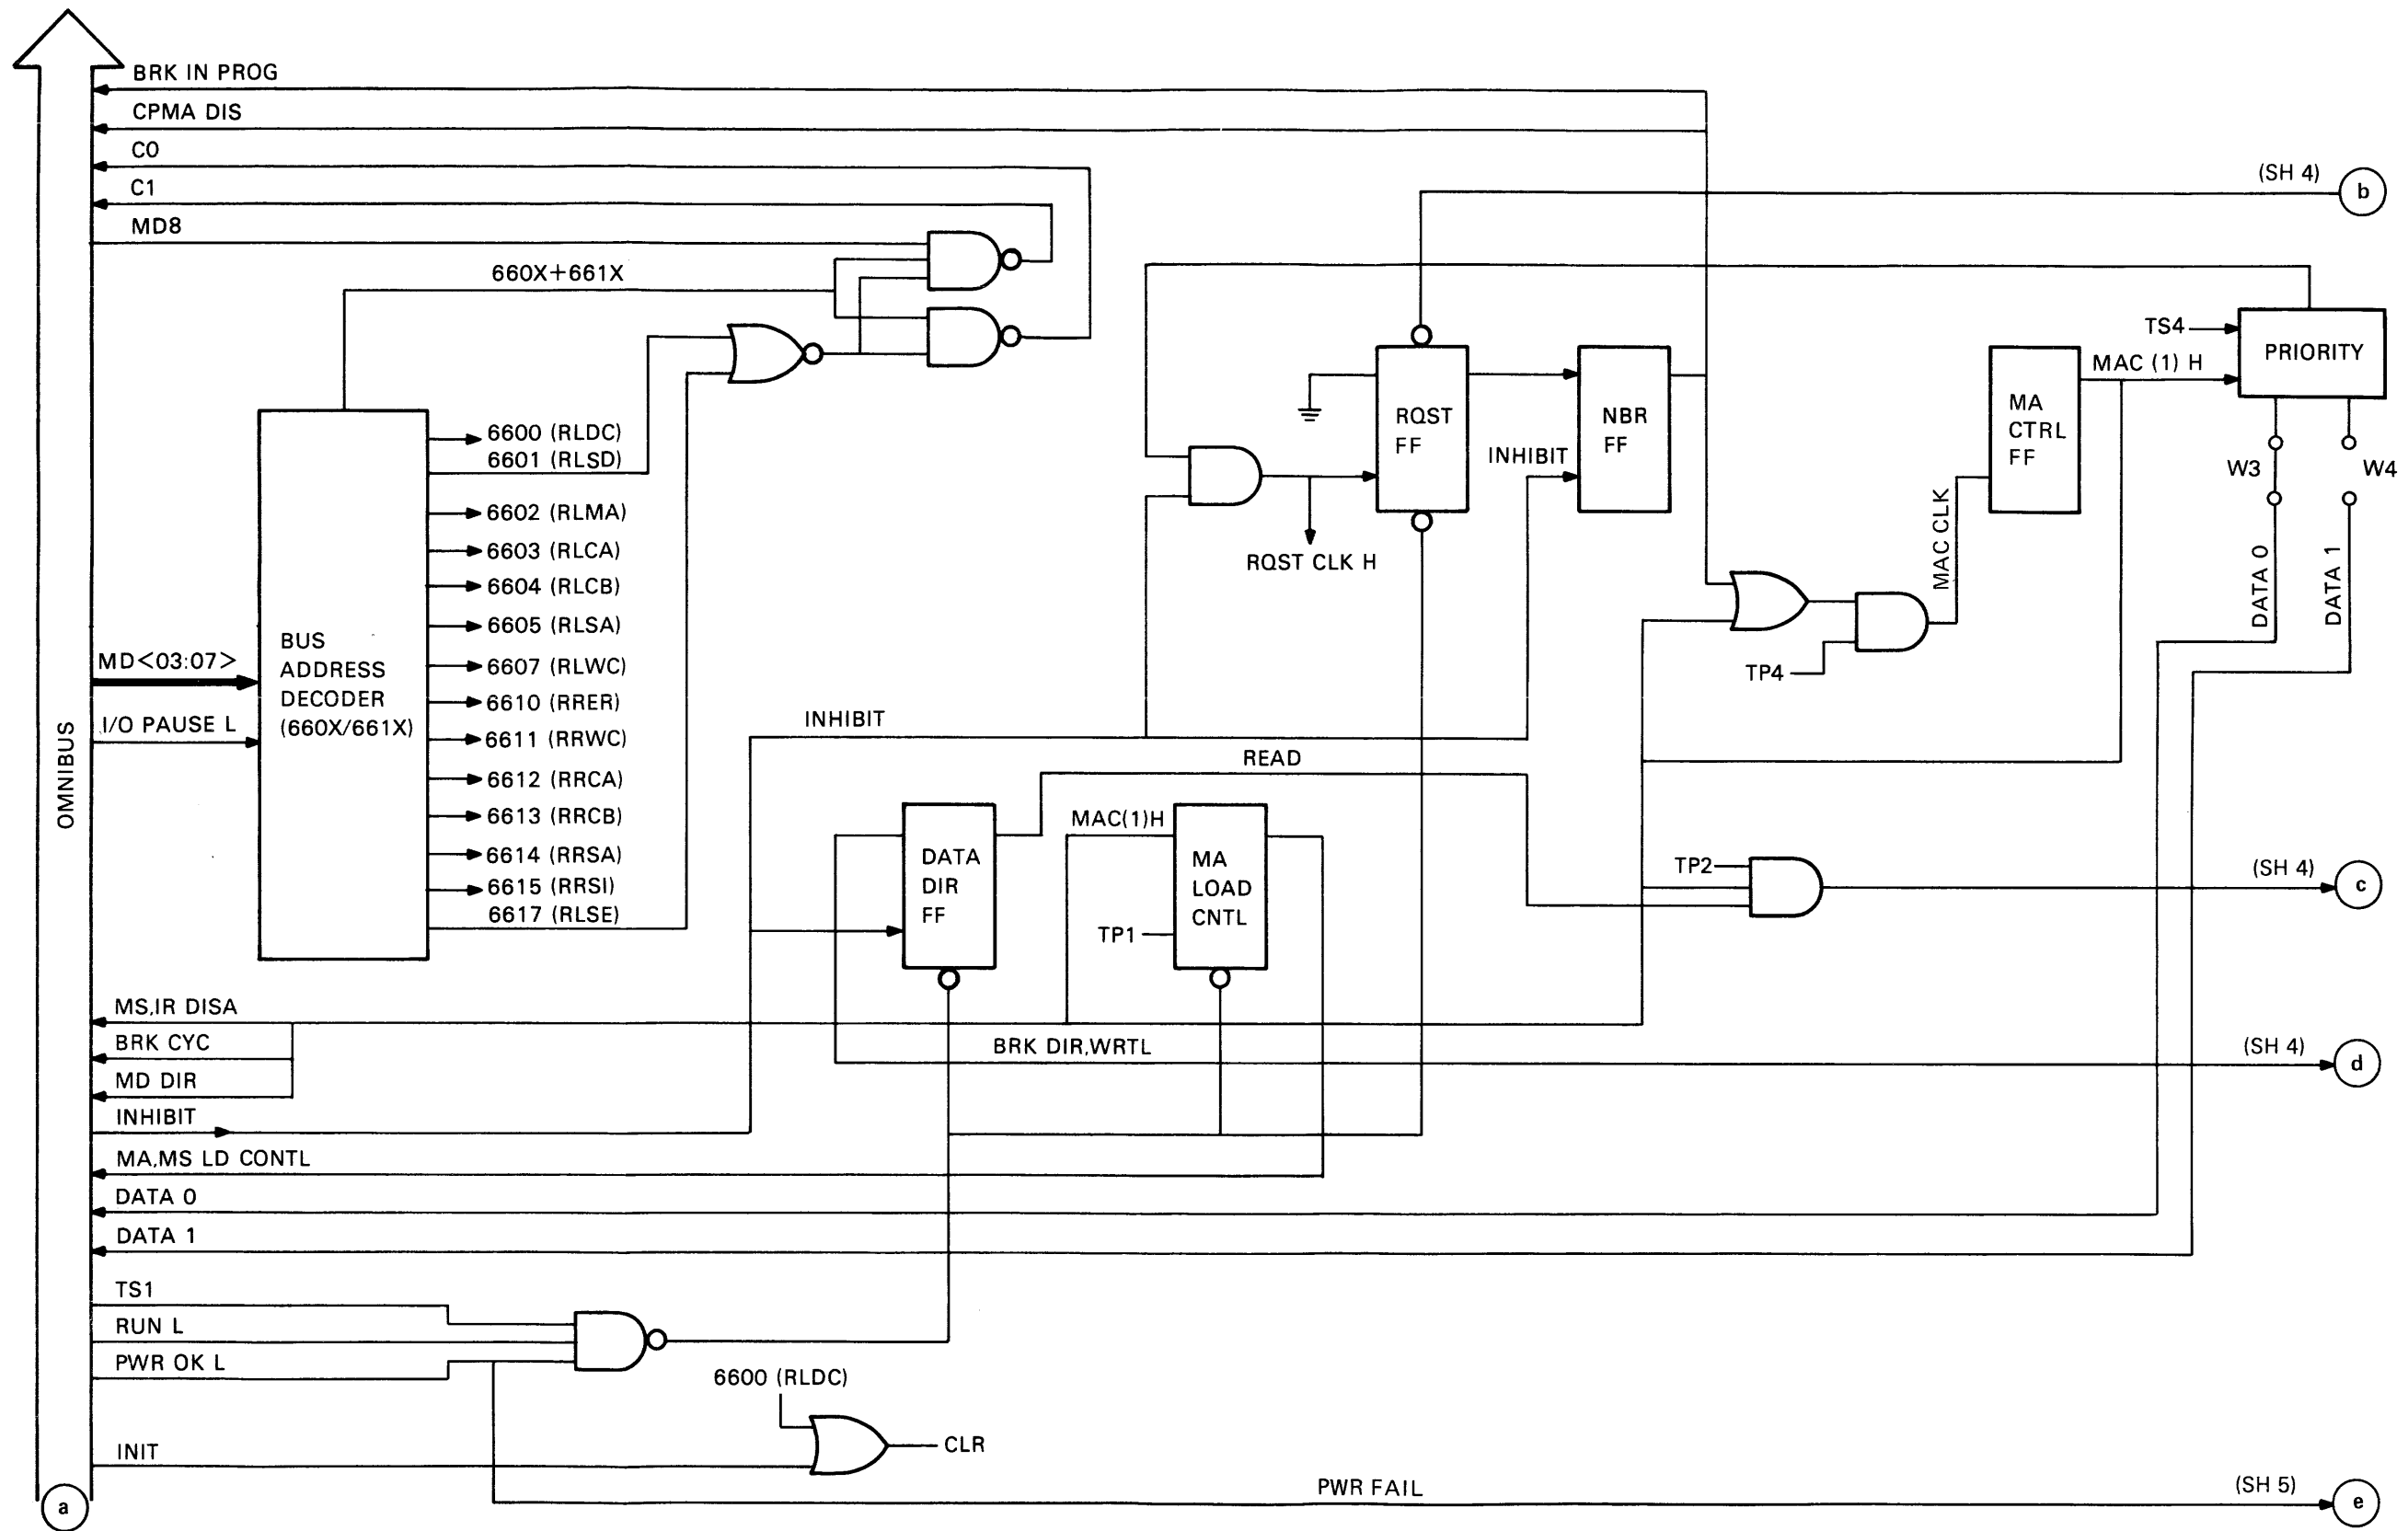 BRK IN PROG
CPMA DIS
C0
C1
MD8
660X+661X
(SH 4)
b
TS4
PRIORITY
MAC (1) H
W3
W4
DATA 0
DATA 1
MA
CTRL
FF
MAC CLK
RQST
FF
NBR
FF
INHIBIT
RQST CLK H
TP4
6600 (RLDC)
6601 (RLSD)
6602 (RLMA)
6603 (RLCA)
6604 (RLCB)
6605 (RLSA)
6607 (RLWC)
6610 (RRER)
6611 (RRWC)
6612 (RRCA)
6613 (RRCB)
6614 (RRSA)
6615 (RRSI)
6617 (RLSE)
BUS
ADDRESS
DECODER
(660X/661X)
MD<03:07>
I/O PAUSE L
OMNIBUS
INHIBIT
READ
DATA
DIR
FF
MAC(1)H
MA
LOAD
CNTL
TP1
TP2
(SH 4)
c
MS,IR DISA
BRK CYC
MD DIR
INHIBIT
BRK DIR,WRTL
(SH 4)
d
MA,MS LD CONTL
DATA 0
DATA 1
TS1
RUN L
PWR OK L
6600 (RLDC)
CLR
INIT
PWR FAIL
(SH 5)
e
a